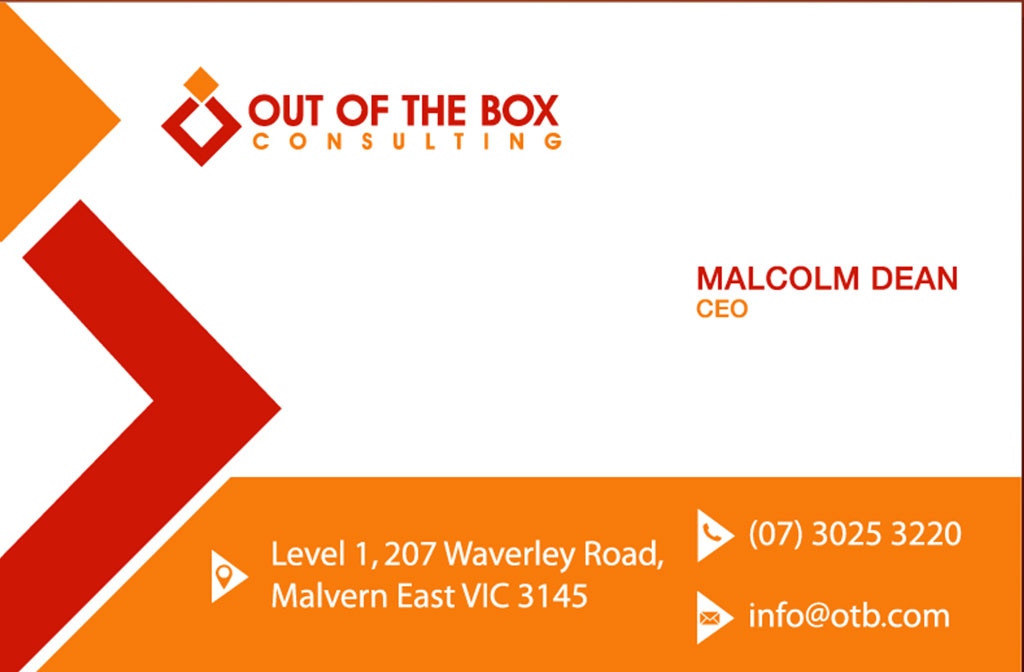 OUT OF THE BOX
CONSULTING
MALCOLM DEAN
CEO
Level 1, 207 Waverley Road,
Malvern East VIC 3145
(07) 3025 3220
info@otb.com